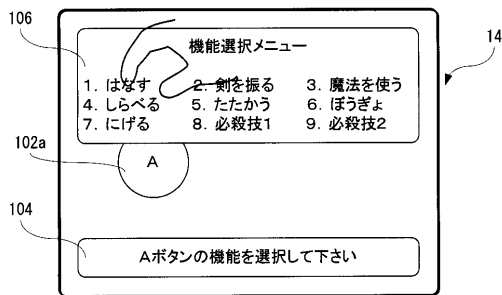 106
機能選択メニュー
14
1. はなす 2. 剣を振る 3. 魔法を使う
4. しらべる 5. たたかう 6. ぼうぎょ
7. にげる 8. 必殺技1 9. 必殺技2
102a
A
104
Aボタンの機能を選択して下さい